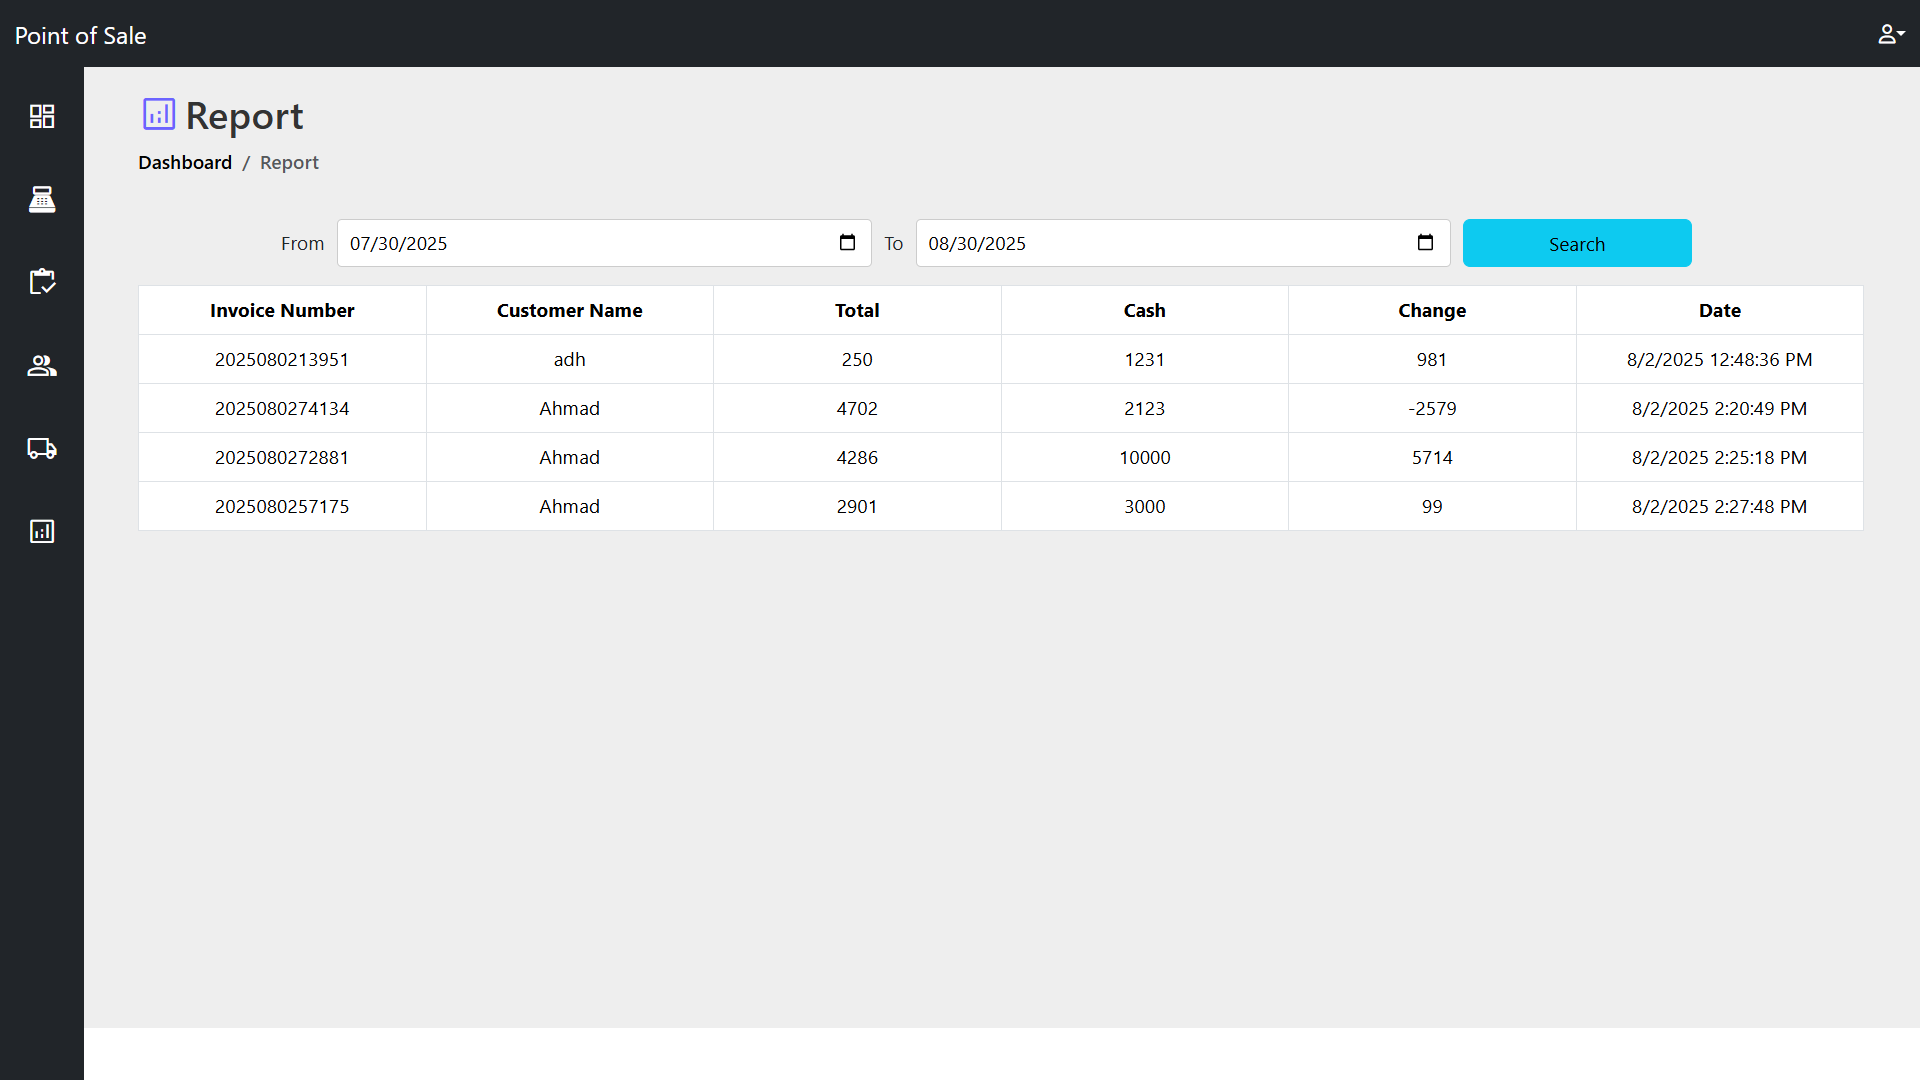 Point of Sale
Report
Dashboard / Report
From 07/30/2025 To 08/30/2025 Search
Invoice Number Customer Name Total Cash Change Date
2025080213951 adh 250 1231 981 8/2/2025 12:48:36 PM
2025080274134 Ahmad 4702 2123 -2579 8/2/2025 2:20:49 PM
2025080272881 Ahmad 4286 10000 5714 8/2/2025 2:25:18 PM
2025080257175 Ahmad 2901 3000 99 8/2/2025 2:27:48 PM